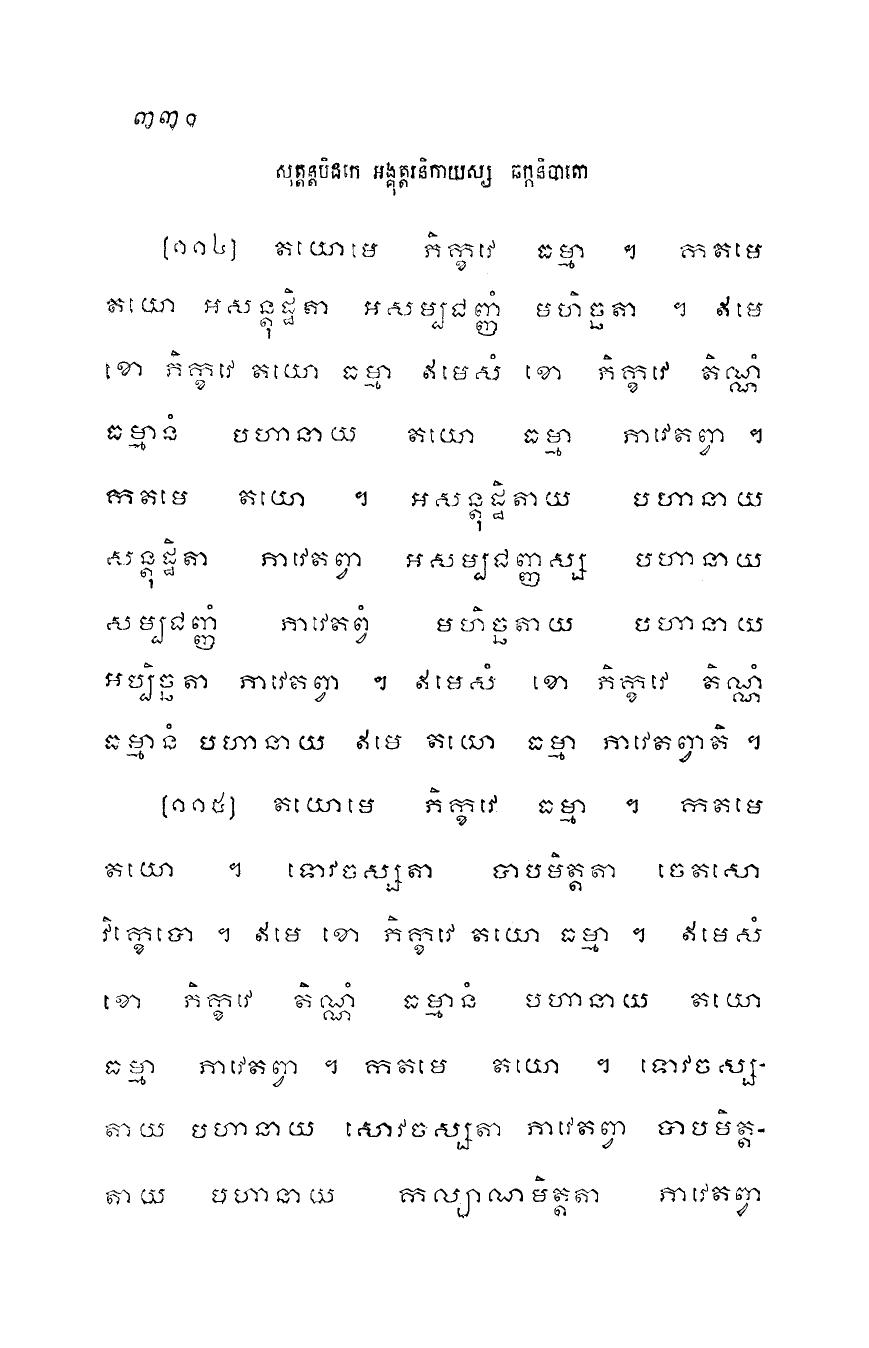 ៣៣០
សុត្តន្តបិដកេ អង្គុត្តរនិកាយស្ស ឆក្កនិបាតោ
[១១៤] តយោមេ ភិក្ខវេ ធម្មា ។ កតមេ
តយោ អសន្តុដ្ឋិតា អសម្បជញ្ញំ មហិច្ឆតា ។ ឥមេ
ខោ ភិក្ខវេ តយោ ធម្មា ឥមេសំ ខោ ភិក្ខវេ តិណ្ណំ
ធម្មានំ បហានាយ តយោ ធម្មា ភាវេតព្វា ។
កតមេ តយោ ។ អសន្តុដ្ឋិតាយ បហានាយ
សន្តុដ្ឋិតា ភាវេតព្វា អសម្បជញ្ញស្ស បហានាយ
សម្បជញ្ញំ ភាវេតព្វំ មហិច្ឆតាយ បហានាយ
អប្បិច្ឆតា ភាវេតព្វា ។ ឥមេសំ ខោ ភិក្ខវេ តិណ្ណំ
ធម្មានំ បហានាយ ឥមេ តយោ ធម្មា ភាវេតព្វាតិ ។
[១១៥] តយោមេ ភិក្ខវេ ធម្មា ។ កតមេ
តយោ ។ ទោវចស្សតា បាបមិត្តតា ចេតសោ
វិក្ខេបោ ។ ឥមេ ខោ ភិក្ខវេ តយោ ធម្មា ។ ឥមេសំ
ខោ ភិក្ខវេ តិណ្ណំ ធម្មានំ បហានាយ តយោ
ធម្មា ភាវេតព្វា ។ កតមេ តយោ ។ ទោវចស្ស-
តាយ បហានាយ សោវចស្សតា ភាវេតព្វា បាបមិត្ត-
តាយ បហានាយ កល្យាណមិត្តតា ភាវេតព្វា